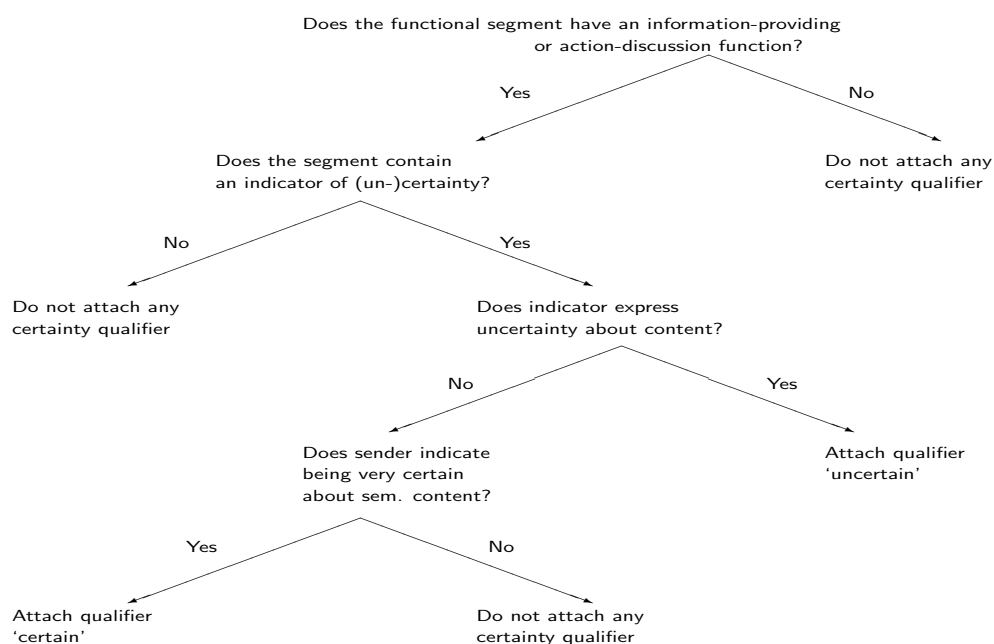 Does the functional segment have an information-providing
or action-discussion function?
Yes
No
Does the segment contain
an indicator of (un-)certainty?
Do not attach any
certainty qualifier
No
Yes
Do not attach any
certainty qualifier
Does indicator express
uncertainty about content?
No
Yes
Does sender indicate
being very certain
about sem. content?
Attach qualifier
‘uncertain’
Yes
No
Attach qualifier
‘certain’
Do not attach any
certainty qualifier